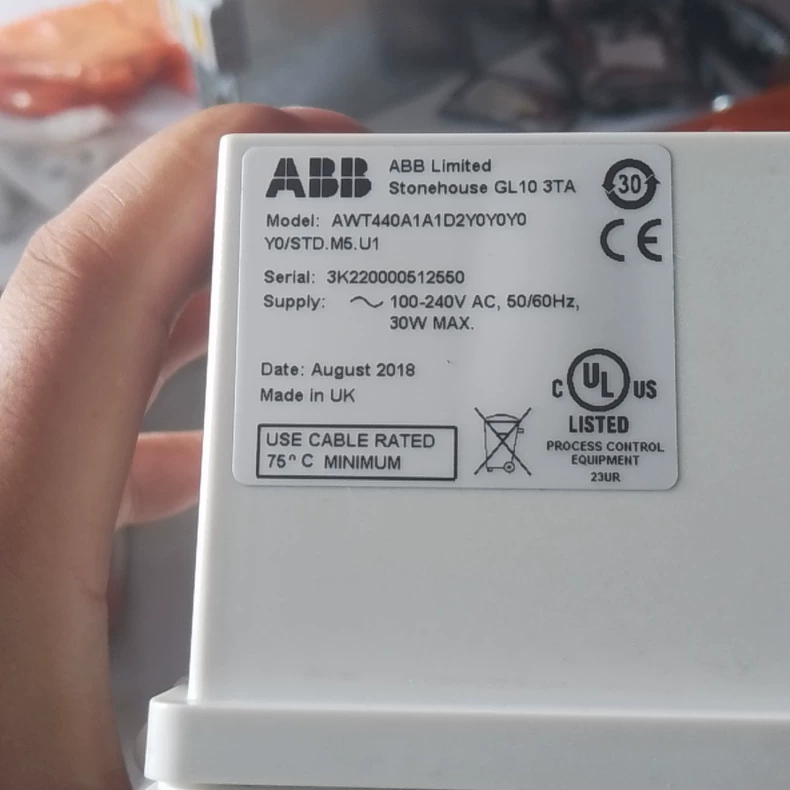 ABB
ABB Limited
Stonehouse GL10 3TA
30
Model: AWT440A1A1D2Y0Y0Y0
Y0/STD.M5.U1
CE
Serial: 3K220000512550
Supply: 100-240V AC, 50/60Hz,
30W MAX.
Date: August 2018
Made in UK
C UL US
LISTED
PROCESS CONTROL
EQUIPMENT
23UR
USE CABLE RATED
75^ C MINIMUM